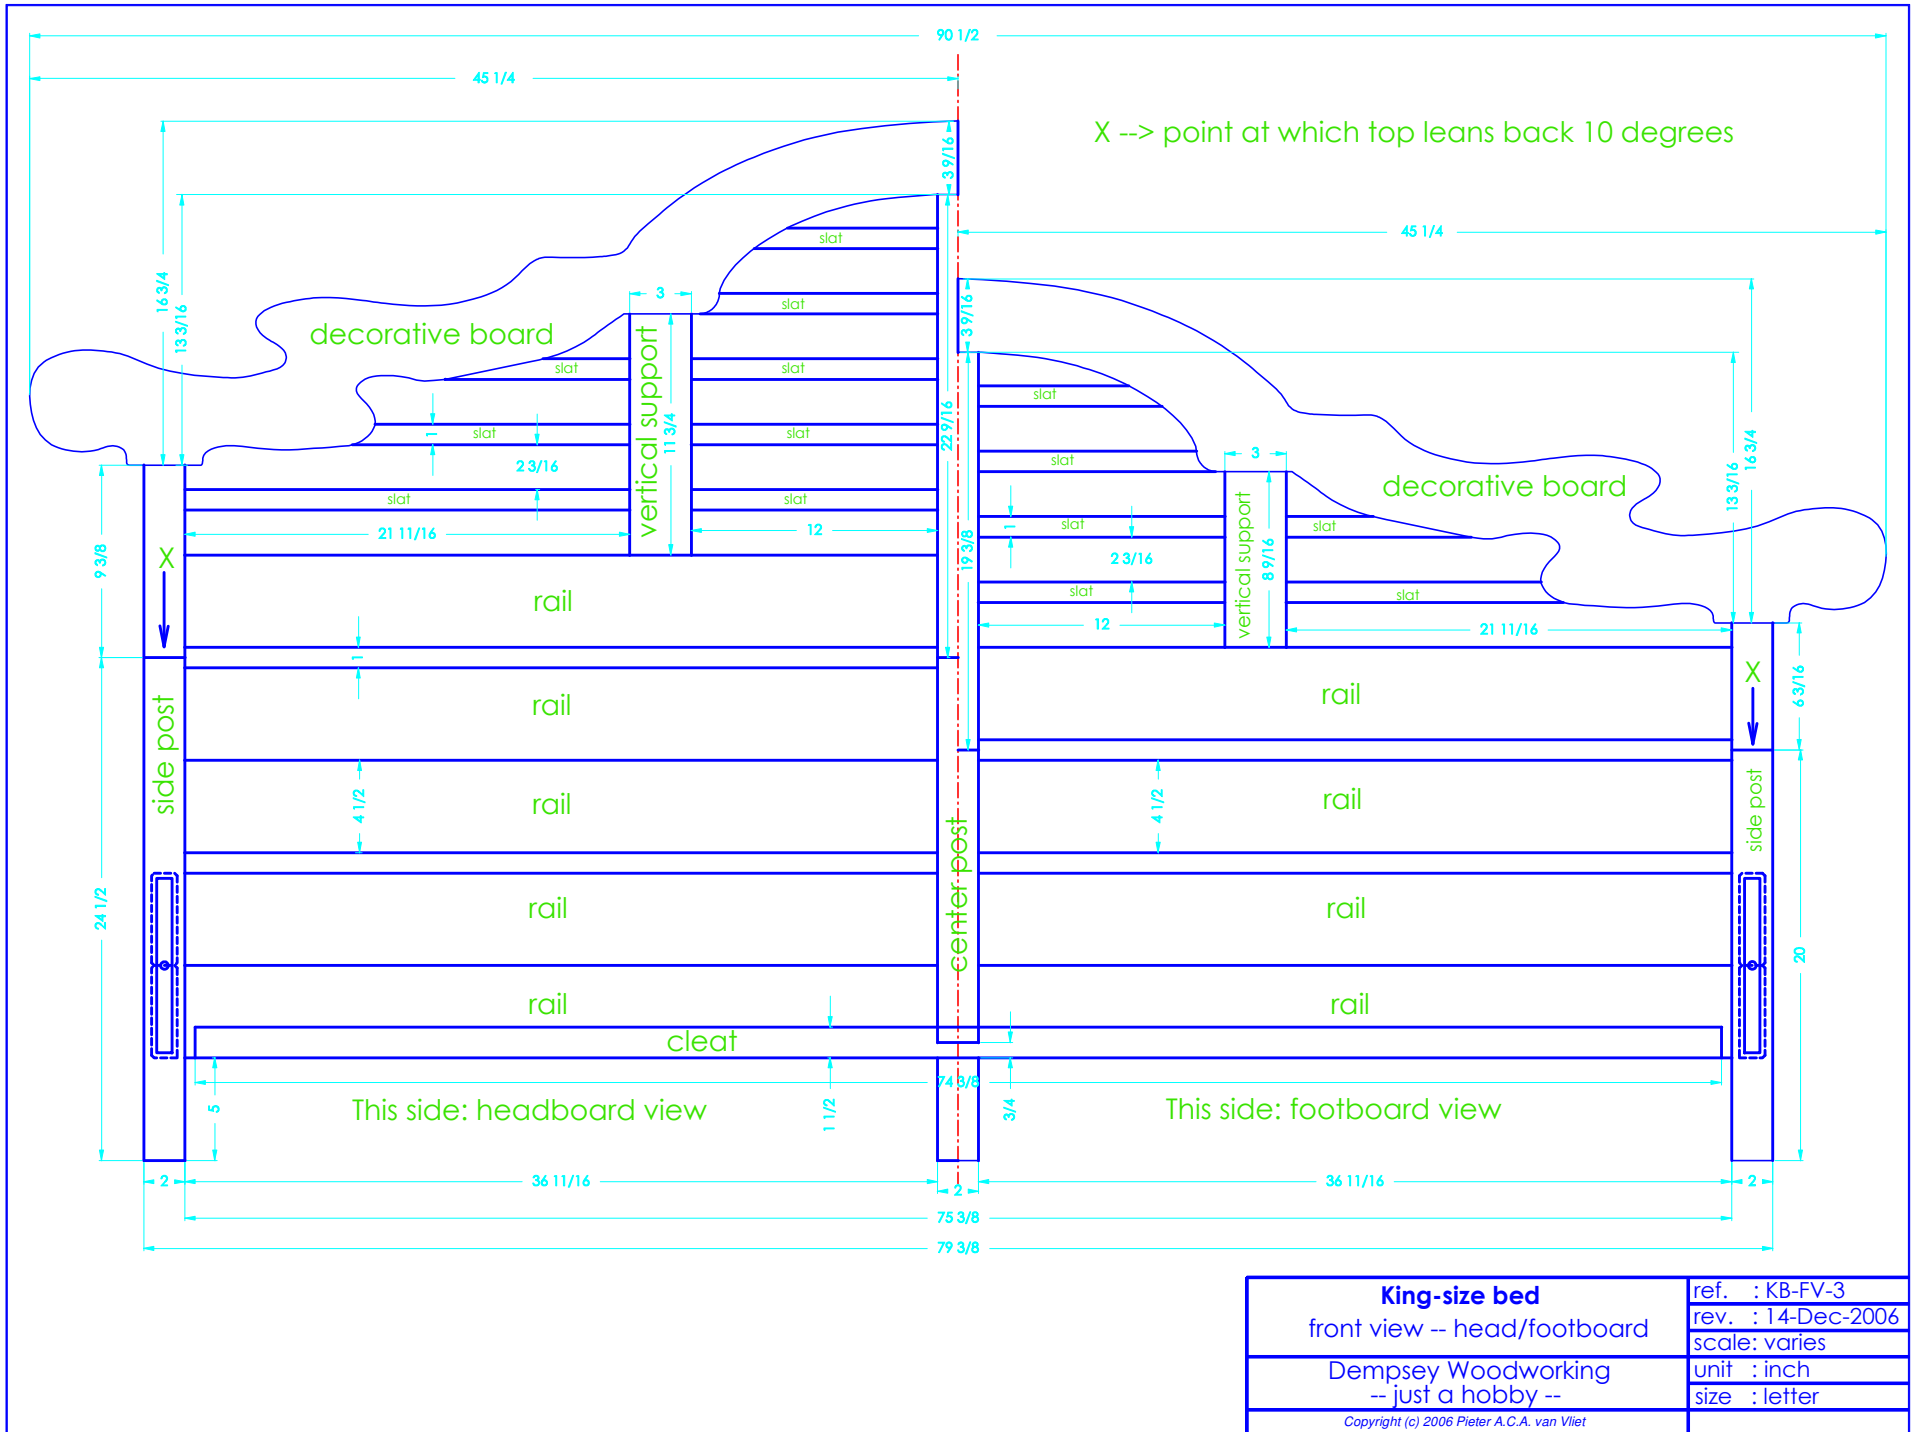 90 1/2
45 1/4
X --> point at which top leans back 10 degrees
3 9/16
45 1/4
slat
16 3/4
13 3/16
3
slat
3 9/16
decorative board
vertical support
slat
slat
slat
11 3/4
22 9/16
1
slat
slat
2 3/16
3
slat
16 3/4
13 3/16
decorative board
slat
slat
21 11/16
12
1
slat
slat
2 3/16
vertical support
8 9/16
19 3/8
9 3/8
X
rail
slat
slat
12
21 11/16
1
side post
rail
rail
X
6 3/16
rail
4 1/2
rail
4 1/2
side post
center post
24 1/2
rail
rail
20
rail
rail
cleat
74 3/8
5
This side: headboard view
1 1/2
3/4
This side: footboard view
2
36 11/16
2
36 11/16
2
75 3/8
79 3/8
King-size bed
front view -- head/footboard
Dempsey Woodworking
-- just a hobby --
Copyright (c) 2006 Pieter A.C.A. van Vliet
ref. : KB-FV-3
rev. : 14-Dec-2006
scale: varies
unit : inch
size : letter